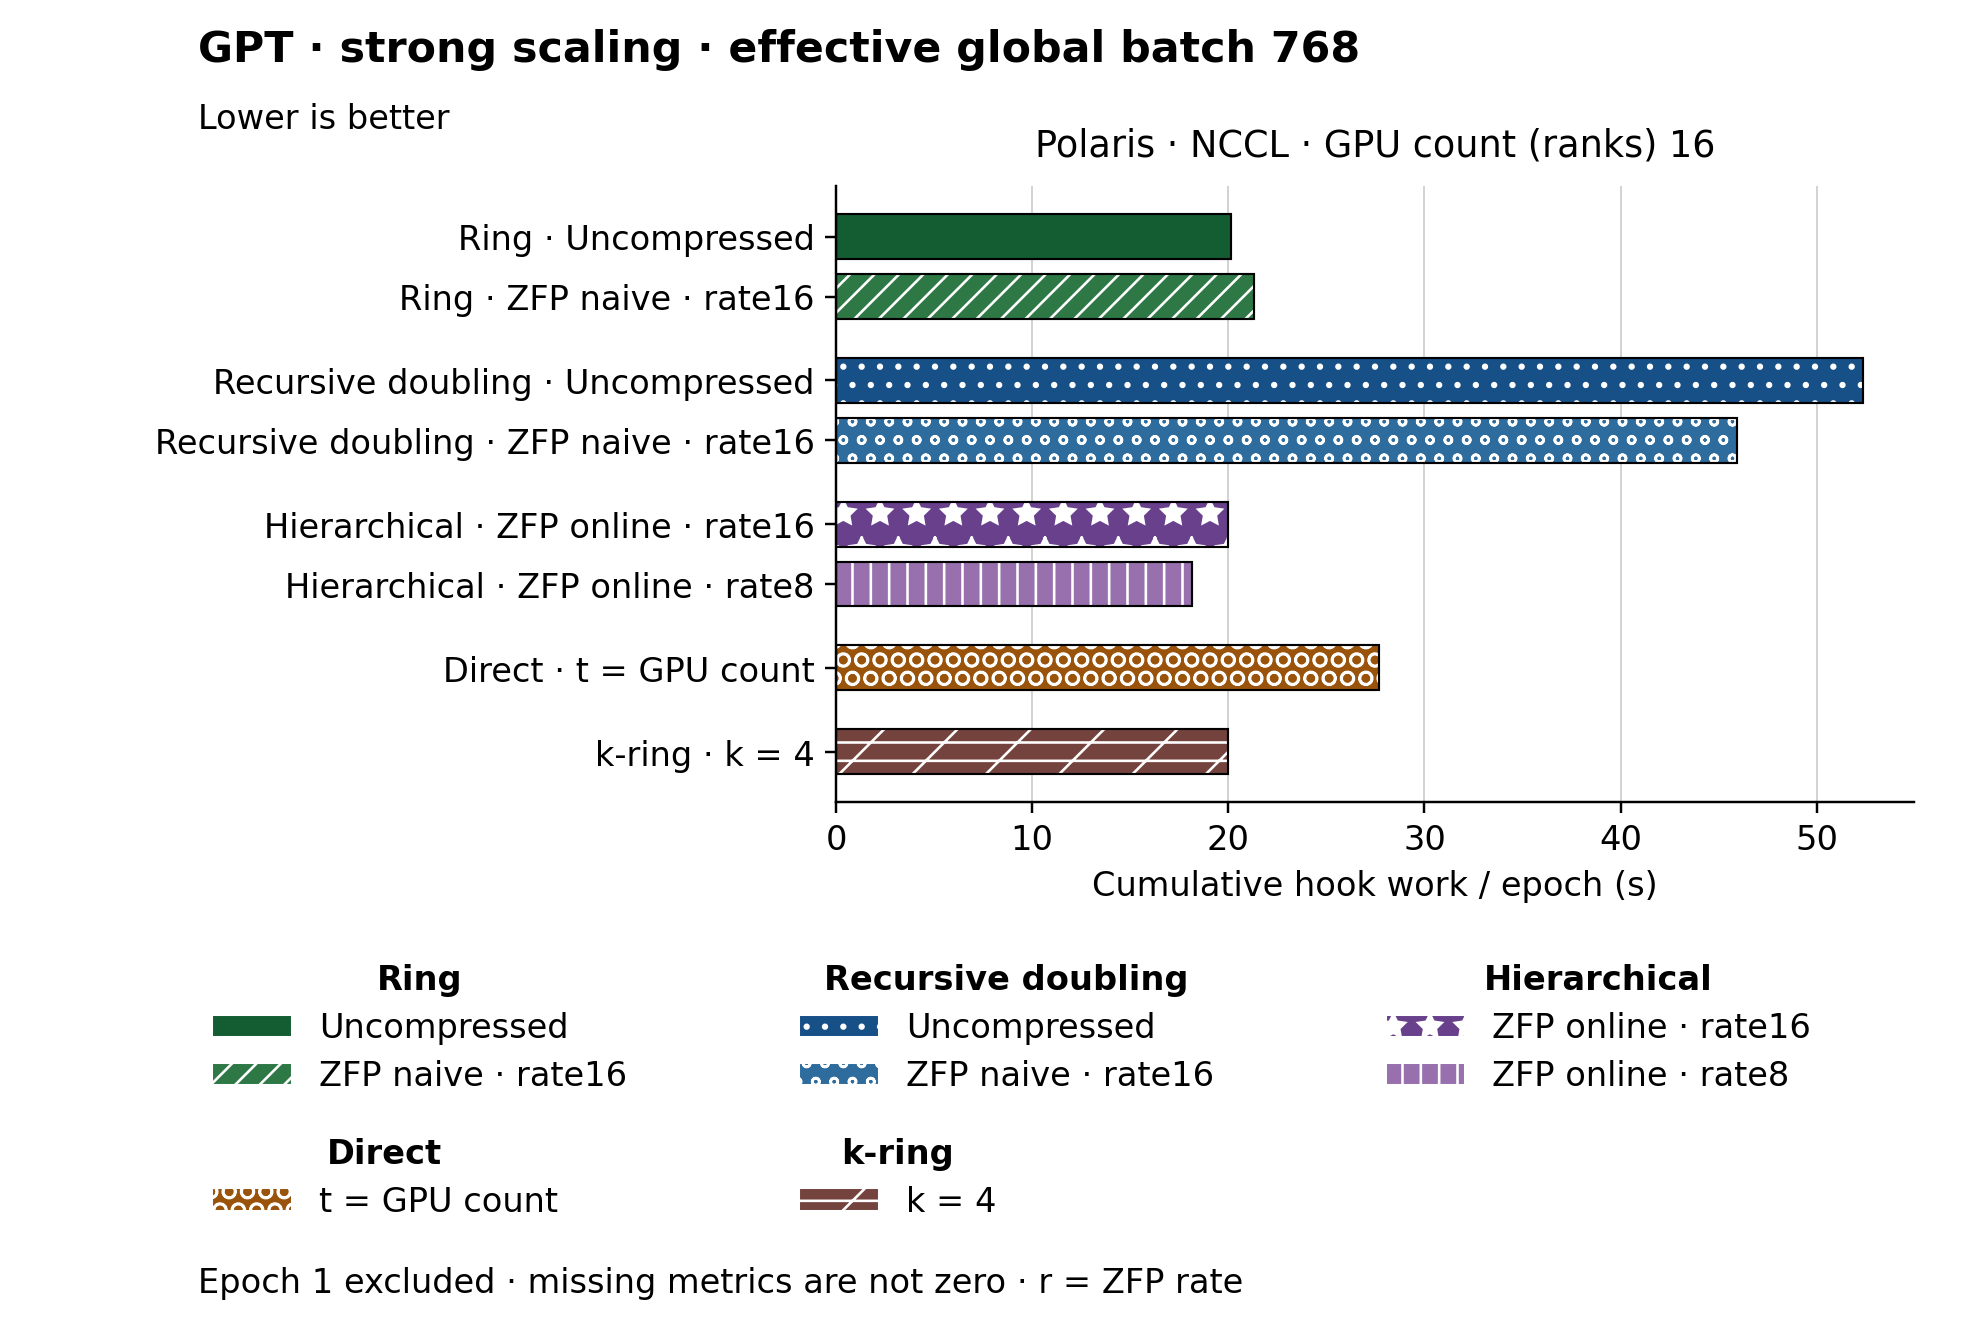 GPT · strong scaling · effective global batch 768
Lower is better
Polaris · NCCL · GPU count (ranks) 16
Ring · Uncompressed
Ring · ZFP naive · rate16
Recursive doubling · Uncompressed
Recursive doubling · ZFP naive · rate16
Hierarchical · ZFP online · rate16
Hierarchical · ZFP online · rate8
Direct · t = GPU count
k-ring · k = 4
0 10 20 30 40 50
Cumulative hook work / epoch (s)
Ring
Uncompressed
ZFP naive · rate16
Recursive doubling
Uncompressed
ZFP naive · rate16
Hierarchical
ZFP online · rate16
ZFP online · rate8
Direct
t = GPU count
k-ring
k = 4
Epoch 1 excluded · missing metrics are not zero · r = ZFP rate